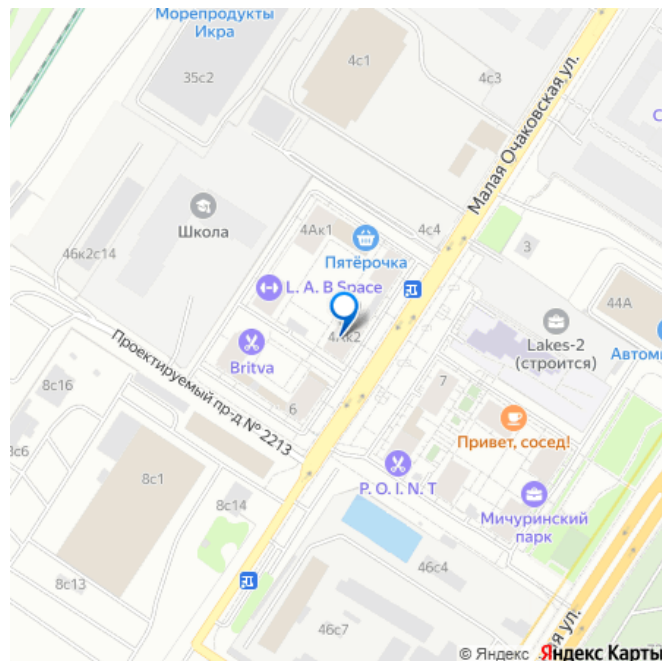 Морепродукты
Икра
35с2
4с1
4с3
Малая Очаковская ул.
С
Школа
4Ак1
4с4
3
46к2с14
Пятёрочка
L. A. B Space
44А
4Ак2
Lakes-2
(строится)
Britva
Проектируемый пр-д № 2213
8с16
7
6
Привет, сосед!
8с1
P. O. I. N. T
8с14
Мичуринский
парк
46с4
8с13
46с7
ая ул.
© Яндекс Яндекс Карты